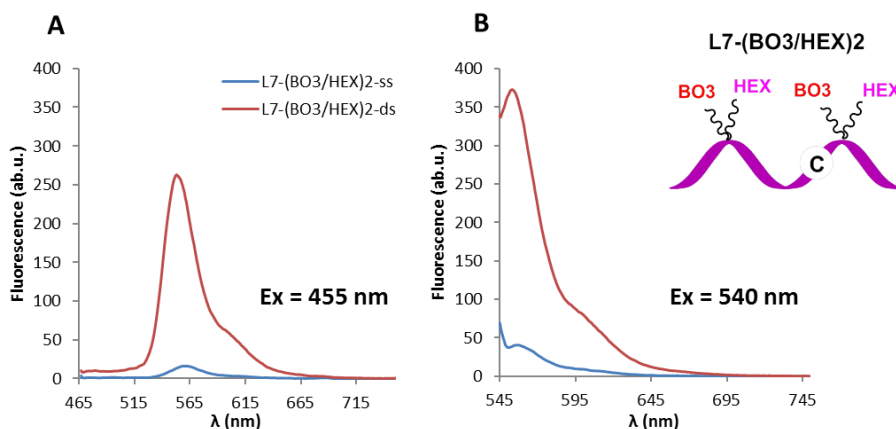 A
Fluorescence (ab.u.)
400
350
300
250
200
150
100
50
0
L7-(BO3/HEX)2-ss
L7-(BO3/HEX)2-ds
Ex = 455 nm
465 515 565 615 665 715
λ (nm)
B
Fluorescence (ab.u.)
400
350
300
250
200
150
100
50
0
L7-(BO3/HEX)2
BO3 HEX BO3 HEX
C
Ex = 540 nm
545 595 645 695 745
λ (nm)